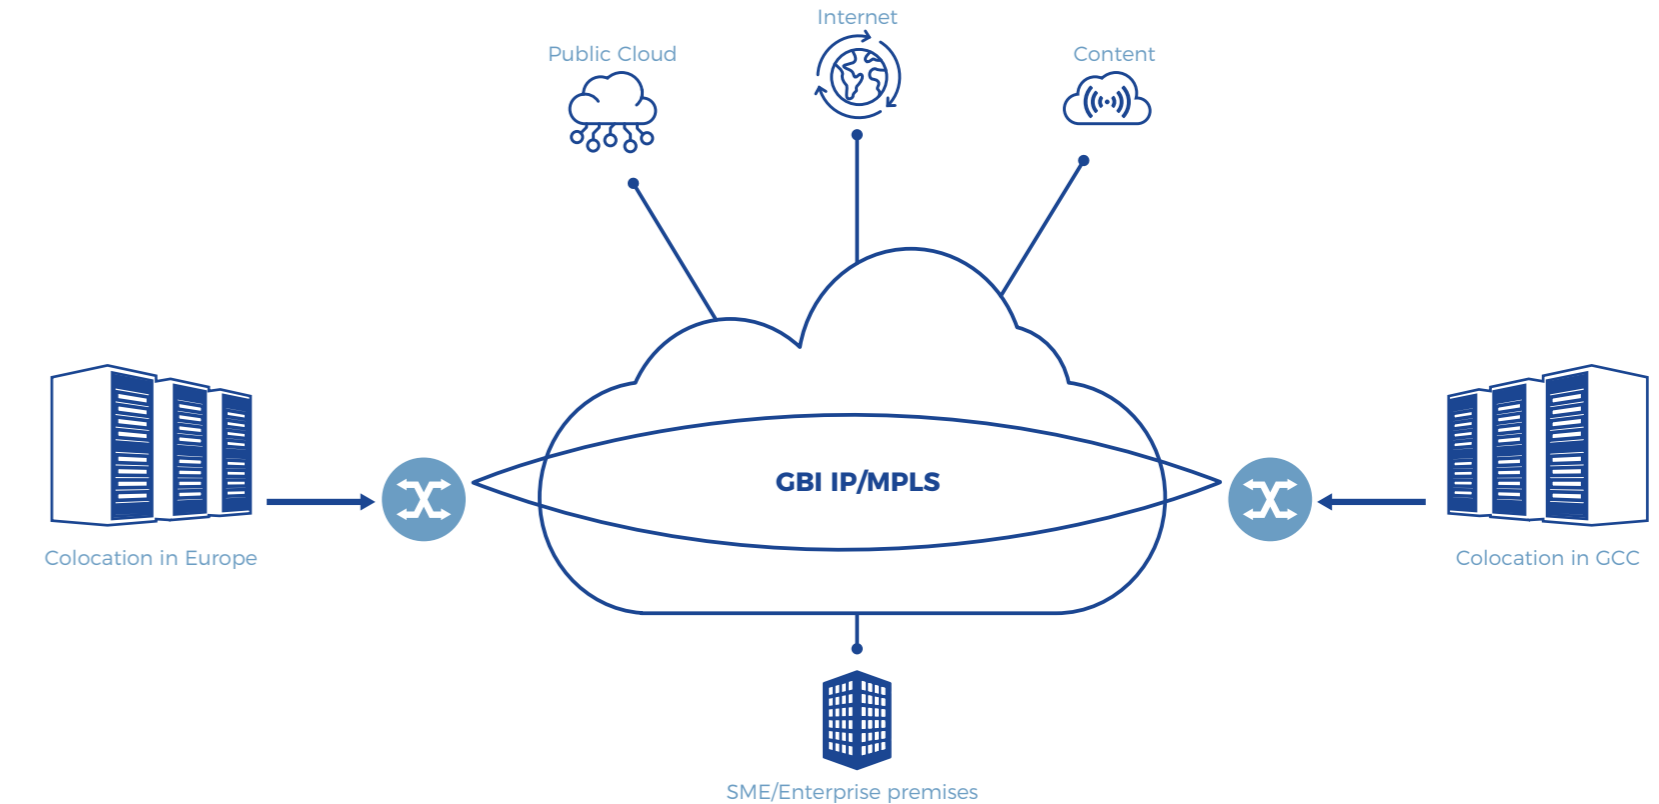 Internet
Public Cloud
Content
GBI IP/MPLS
Colocation in Europe
Colocation in GCC
SME/Enterprise premises